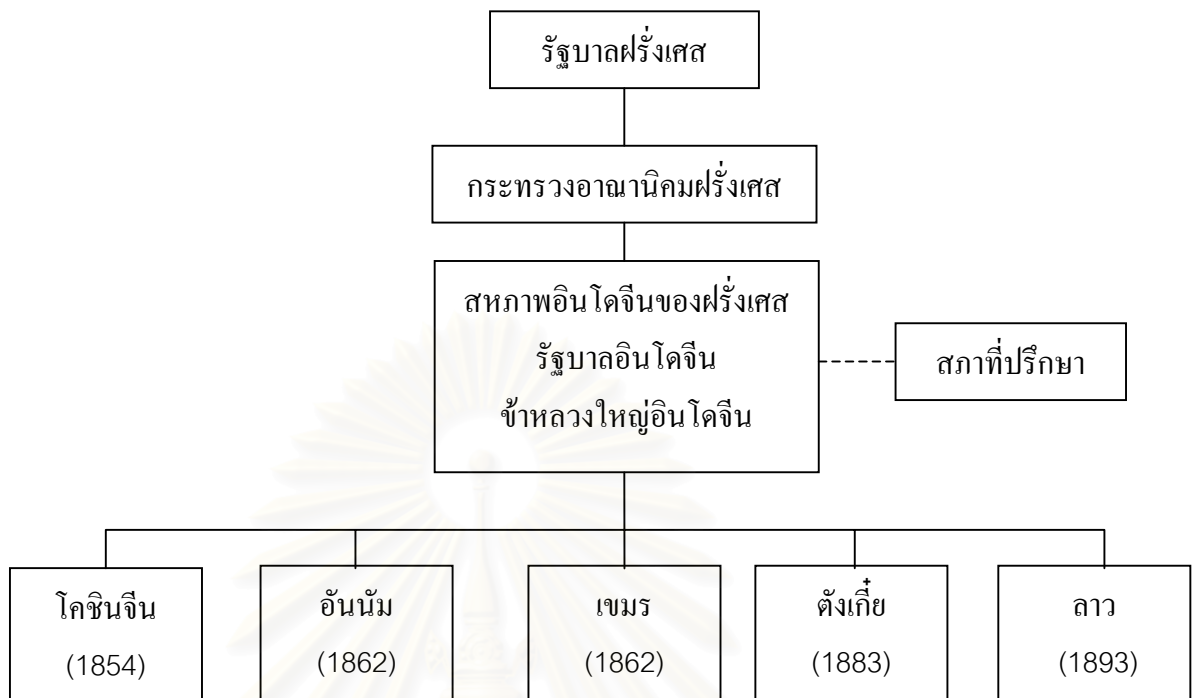 รัฐบาลฝรั่งเศส
กระทรวงอาณานิคมฝรั่งเศส
สหภาพอินโดจีนของฝรั่งเศส
รัฐบาลอินโดจีน
ข้าหลวงใหญ่อินโดจีน
สภาที่ปรึกษา
โคชินจีน
(1854)
อันนัม
(1862)
เขมร
(1862)
ตังเกี๋ย
(1883)
ลาว
(1893)